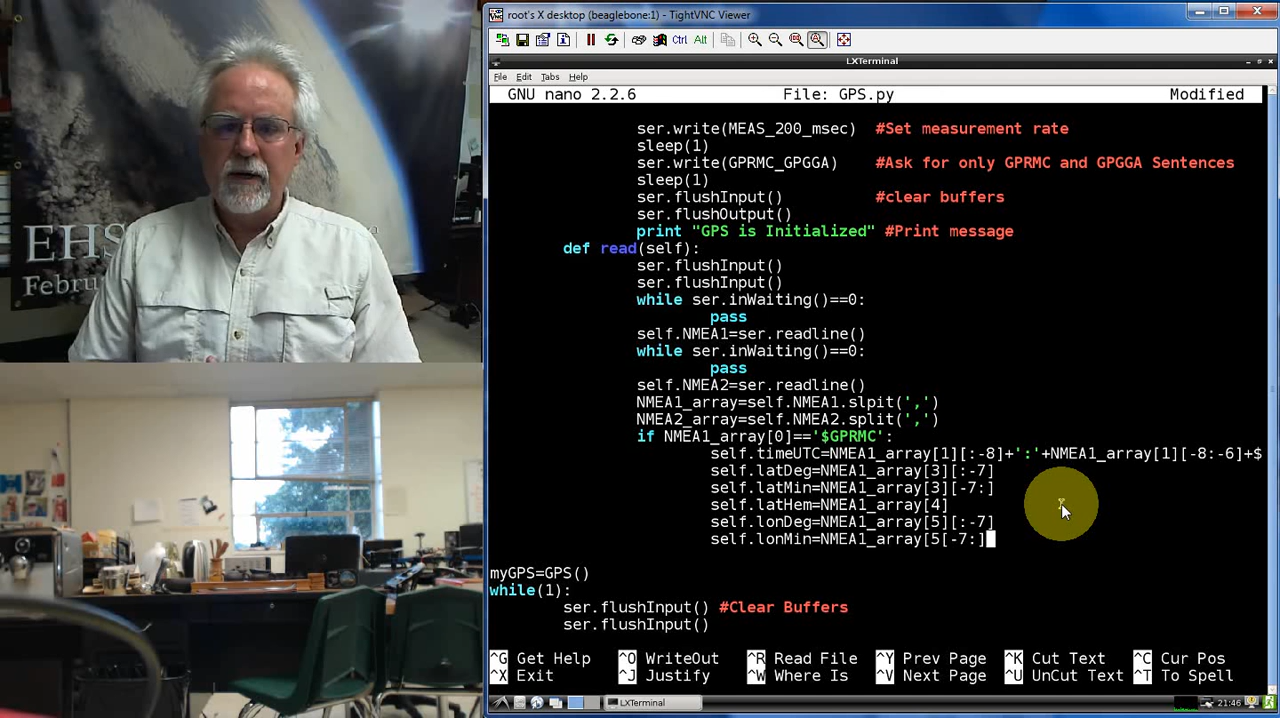 EHS
Febru
root's X desktop (beaglebone:1) - TightVNC Viewer
Ctrl Alt
LXTerminal
File Edit Tabs Help
GNU nano 2.2.6 File: GPS.py Modified
ser.write(MEAS_200_msec) #Set measurement rate
sleep(1)
ser.write(GPRMC_GPGGA) #Ask for only GPRMC and GPGGA Sentences
sleep(1)
ser.flushInput() #clear buffers
ser.flushOutput()
print "GPS is Initialized" #Print message
def read(self):
ser.flushInput()
ser.flushInput()
while ser.inWaiting()==0:
pass
self.NMEA1=ser.readline()
while ser.inWaiting()==0:
pass
self.NMEA2=ser.readline()
NMEA1_array=self.NMEA1.slpit(',')
NMEA2_array=self.NMEA2.split(',')
if NMEA1_array[0]=='$GPRMC':
self.timeUTC=NMEA1_array[1][:-8]+':'+NMEA1_array[1][-8:-6]+$
self.latDeg=NMEA1_array[3][:-7]
self.latMin=NMEA1_array[3][-7:]
self.latHem=NMEA1_array[4]
self.lonDeg=NMEA1_array[5][:-7]
self.lonMin=NMEA1_array[5[-7:]
myGPS=GPS()
while(1):
ser.flushInput() #Clear Buffers
ser.flushInput()
^G Get Help ^O WriteOut ^R Read File ^Y Prev Page ^K Cut Text ^C Cur Pos
^X Exit ^J Justify ^W Where Is ^V Next Page ^U UnCut Text ^T To Spell
LXTerminal 21:46